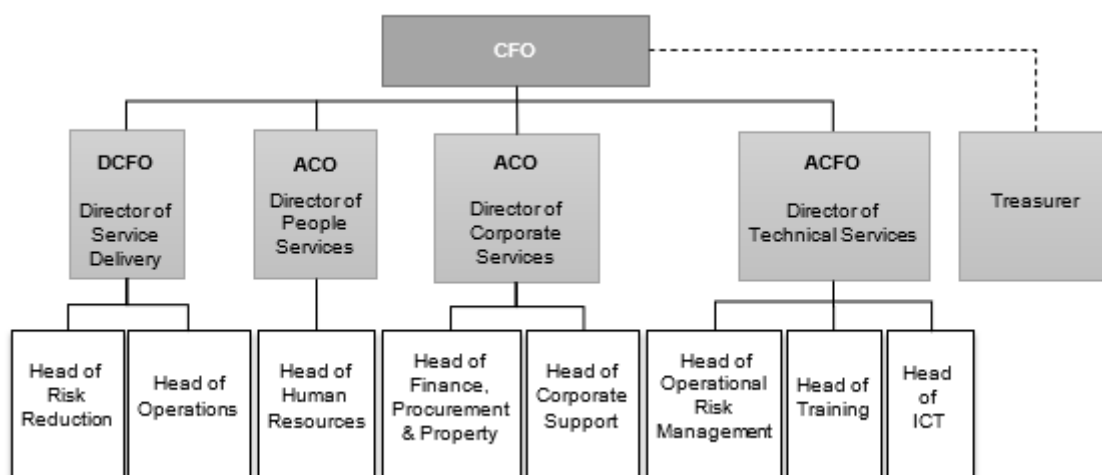 CFO
DCFO
Director of
Service
Delivery
ACO
Director of
People
Services
ACO
Director of
Corporate
Services
ACFO
Director of
Technical Services
Treasurer
Head of
Risk
Reduction
Head of
Operations
Head of
Human
Resources
Head of
Finance,
Procurement
& Property
Head of
Corporate
Support
Head of
Operational
Risk
Management
Head of
Training
Head
of
ICT